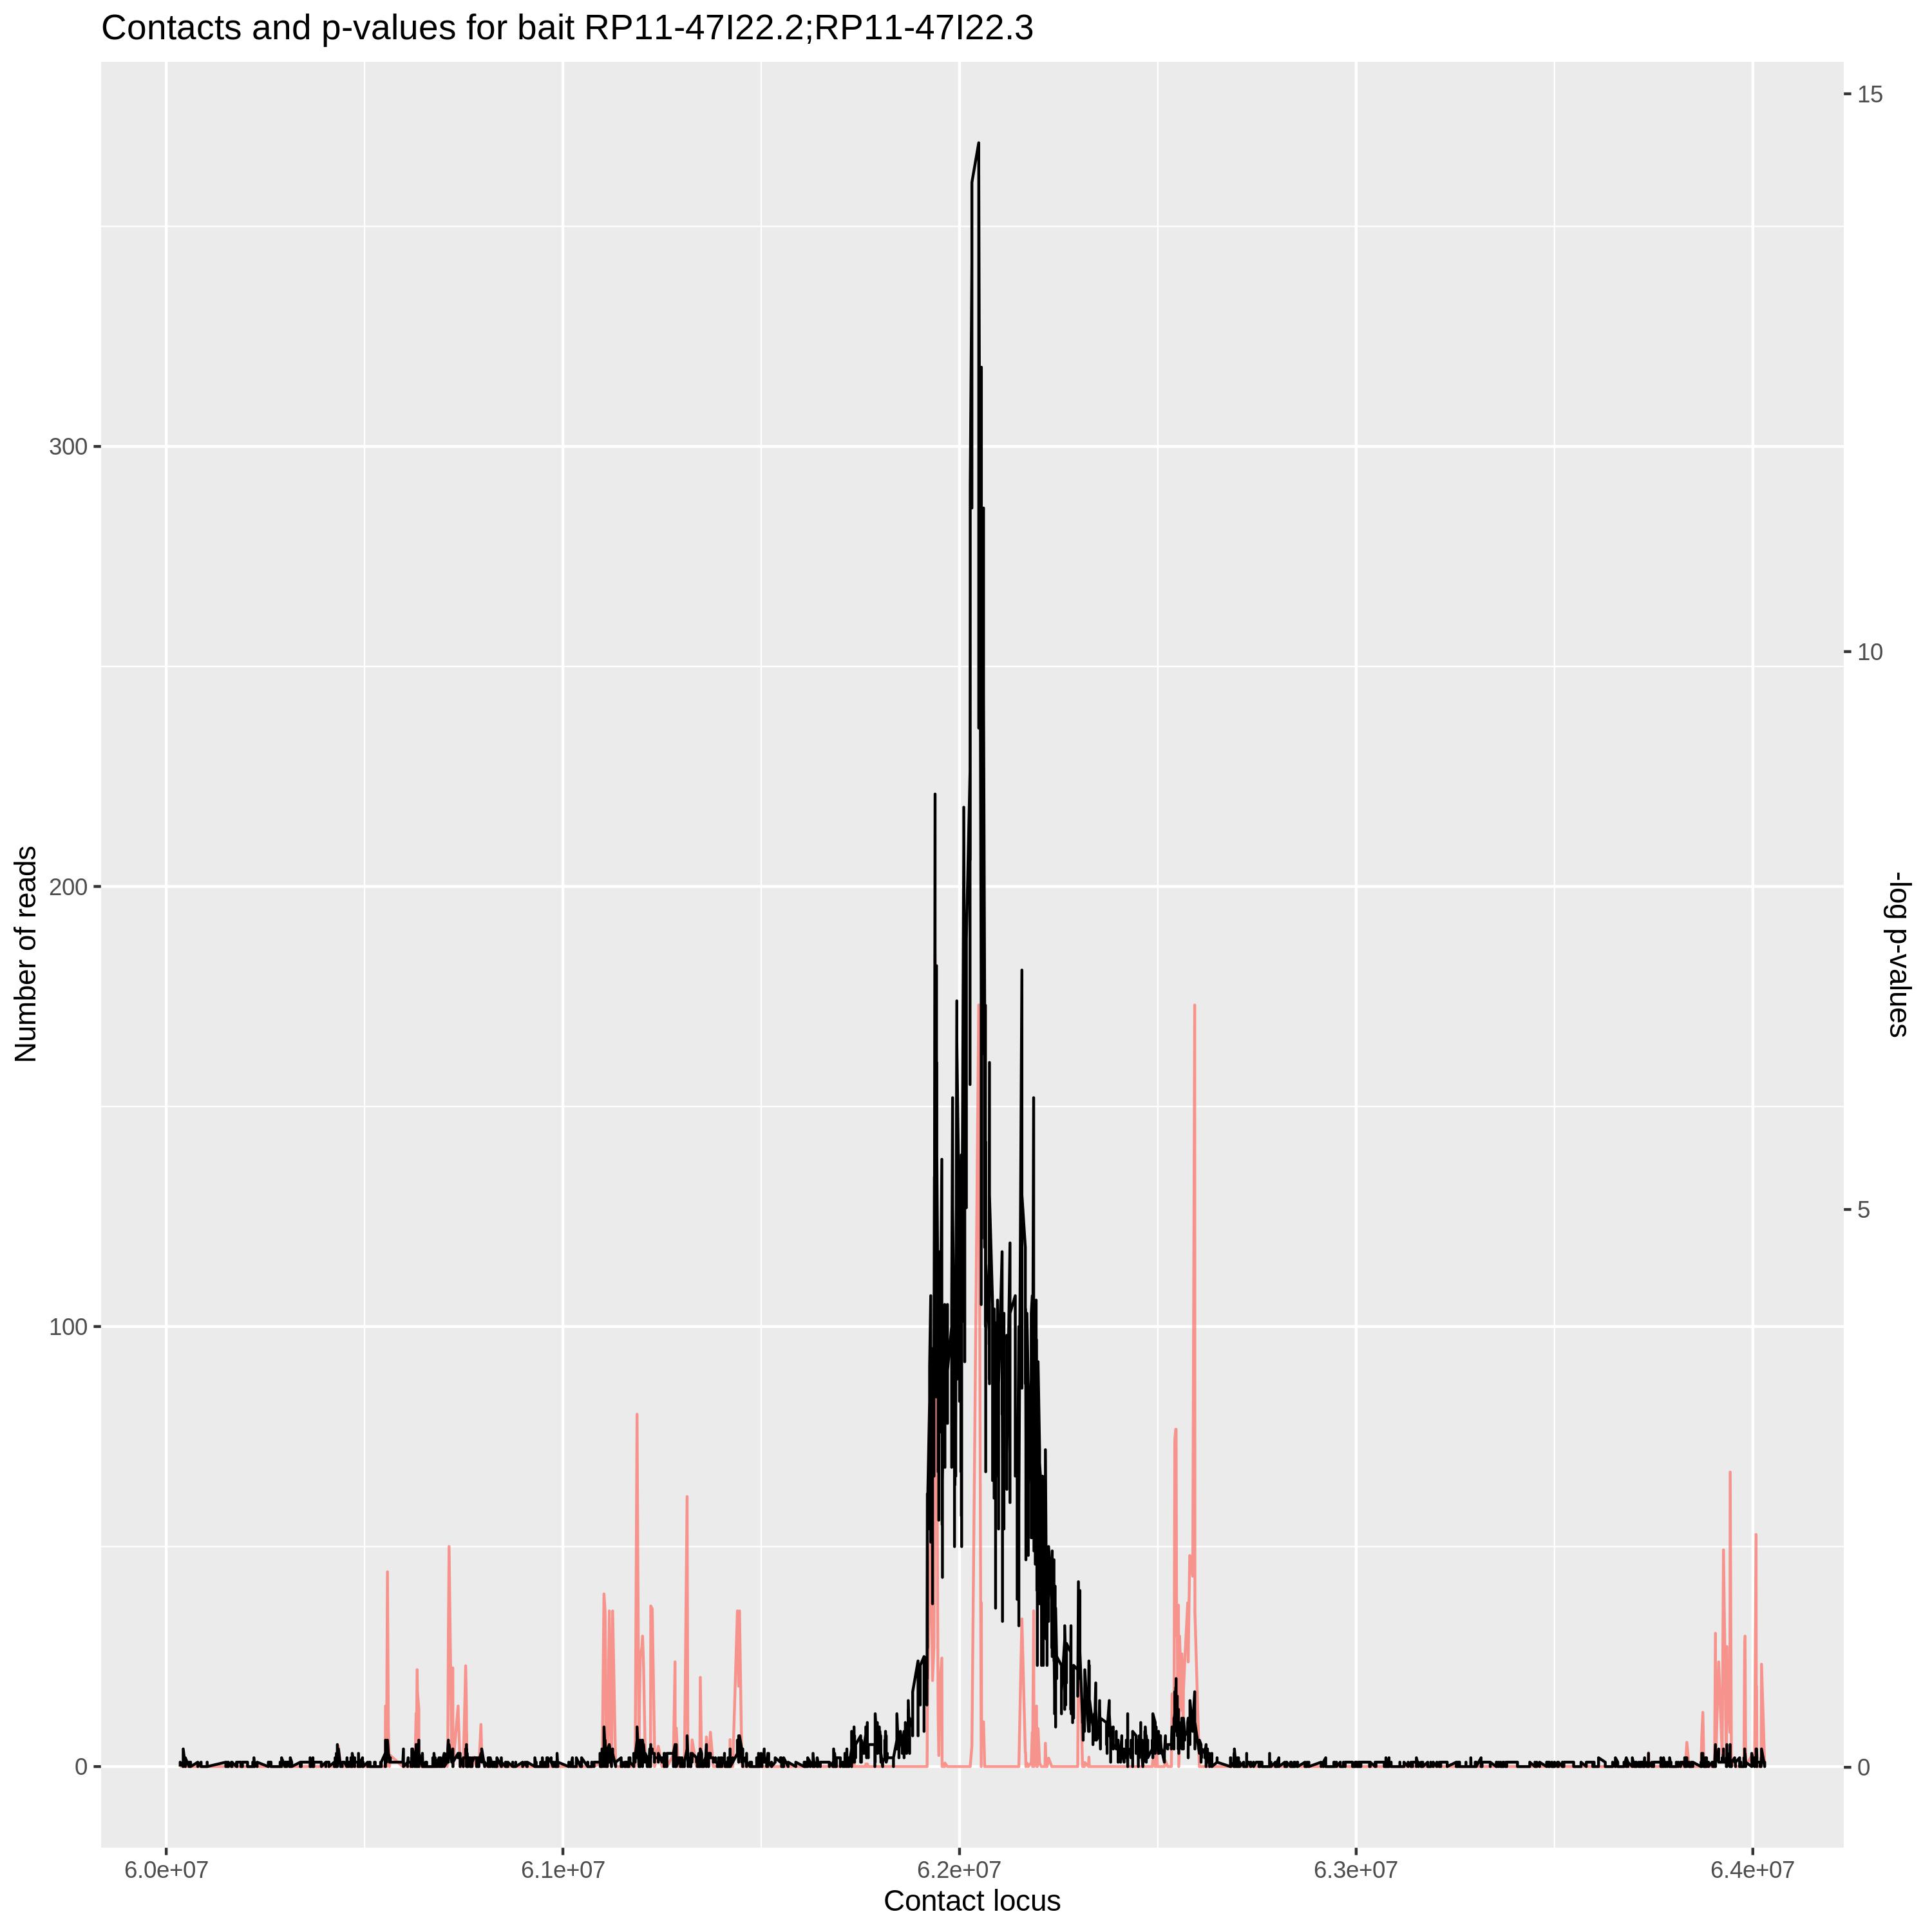 Contacts and p-values for bait RP11-47I22.2;RP11-47I22.3
Number of reads
300
200
100
0
15
10
5
0
-log p-values
6.0e+07
6.1e+07
6.2e+07
6.3e+07
6.4e+07
Contact locus